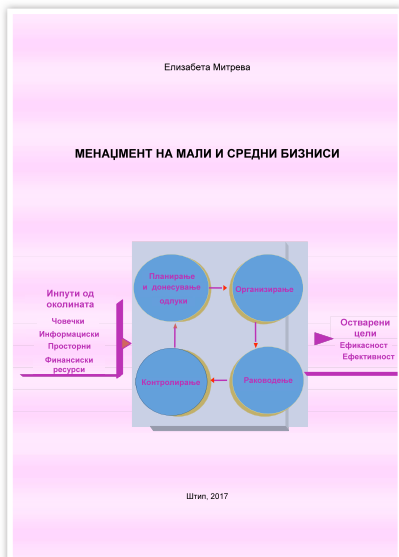 Елизабета Митрева
МЕНАЏМЕНТ НА МАЛИ И СРЕДНИ БИЗНИСИ
Инпути од
околината
Човечки
Информациски
Просторни
Финансиски
ресурси
Планирање
и донесување
одлуки
Организирање
Контролирање
Раководење
Остварени
цели
Ефикасност
Ефективност
Штип, 2017